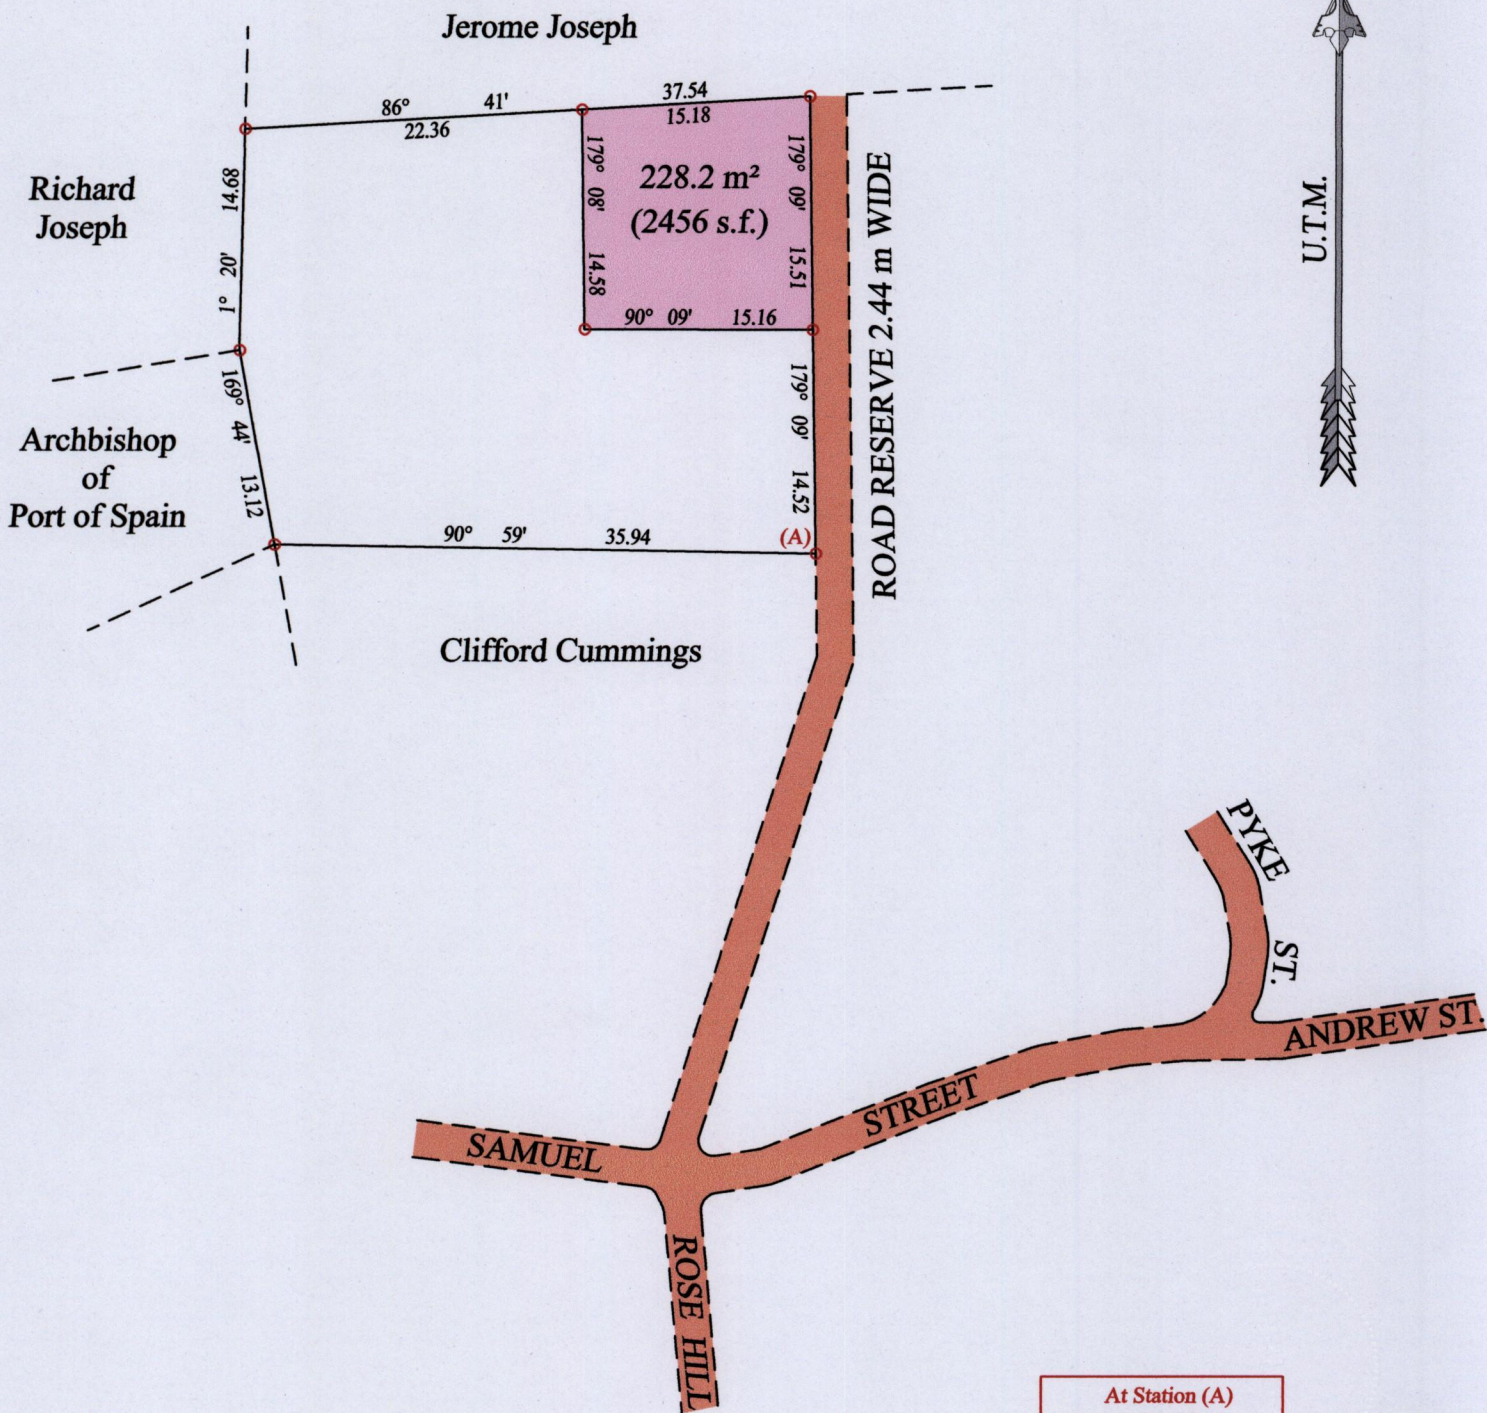 Jerome Joseph
86° 41'
22.36
37.54
15.18
Richard
Joseph
14.68
1° 20'
179° 08'
14.58
228.2 m²
(2456 s.f.)
179° 09'
15.51
90° 09' 15.16
ROAD RESERVE 2.44 m WIDE
U.T.M.
Archbishop
of
Port of Spain
169° 44'
13.12
179° 09'
14.52
90° 59' 35.94
(A)
Clifford Cummings
PYKE
ST.
ANDREW ST.
STREET
SAMUEL
ROSE HILL
At Station (A)